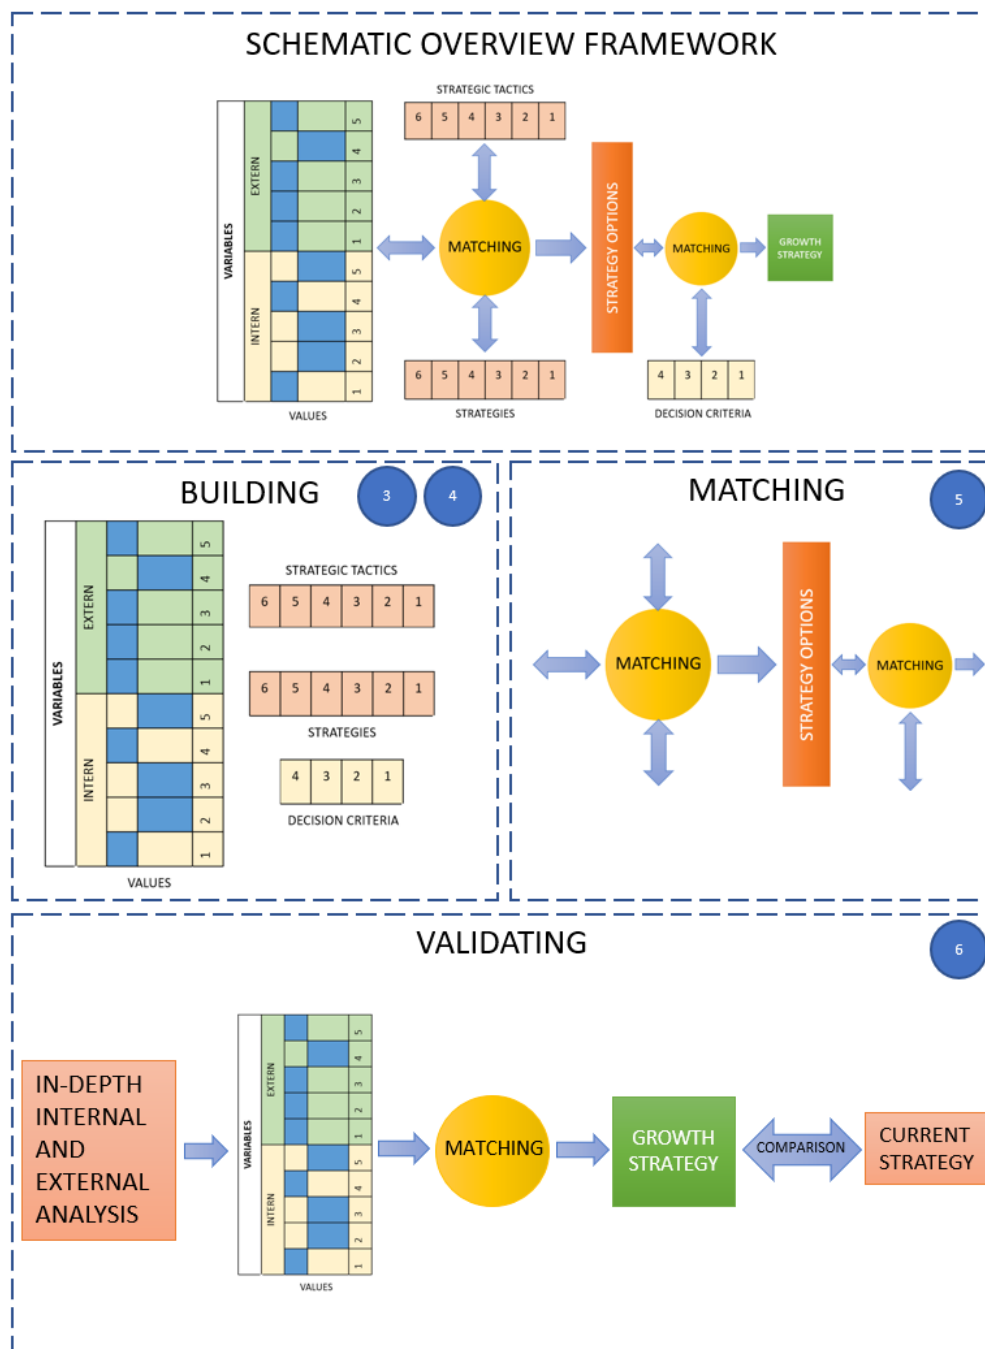 SCHEMATIC OVERVIEW FRAMEWORK
STRATEGIC TACTICS
6 5 4 3 2 1
VARIABLES
EXTERN
INTERN
5
4
3
2
1
5
4
3
2
1
VALUES
MATCHING
6 5 4 3 2 1
STRATEGIES
STRATEGY OPTIONS
MATCHING
GROWTH
STRATEGY
4 3 2 1
DECISION CRITERIA
BUILDING
3 4
VARIABLES
EXTERN
INTERN
5
4
3
2
1
5
4
3
2
1
VALUES
STRATEGIC TACTICS
6 5 4 3 2 1
6 5 4 3 2 1
STRATEGIES
4 3 2 1
DECISION CRITERIA
MATCHING
5
MATCHING
STRATEGY OPTIONS
MATCHING
VALIDATING
6
IN-DEPTH
INTERNAL
AND
EXTERNAL
ANALYSIS
VARIABLES
EXTERN
INTERN
5
4
3
2
1
5
4
3
2
1
VALUES
MATCHING
GROWTH
STRATEGY
COMPARISON
CURRENT
STRATEGY